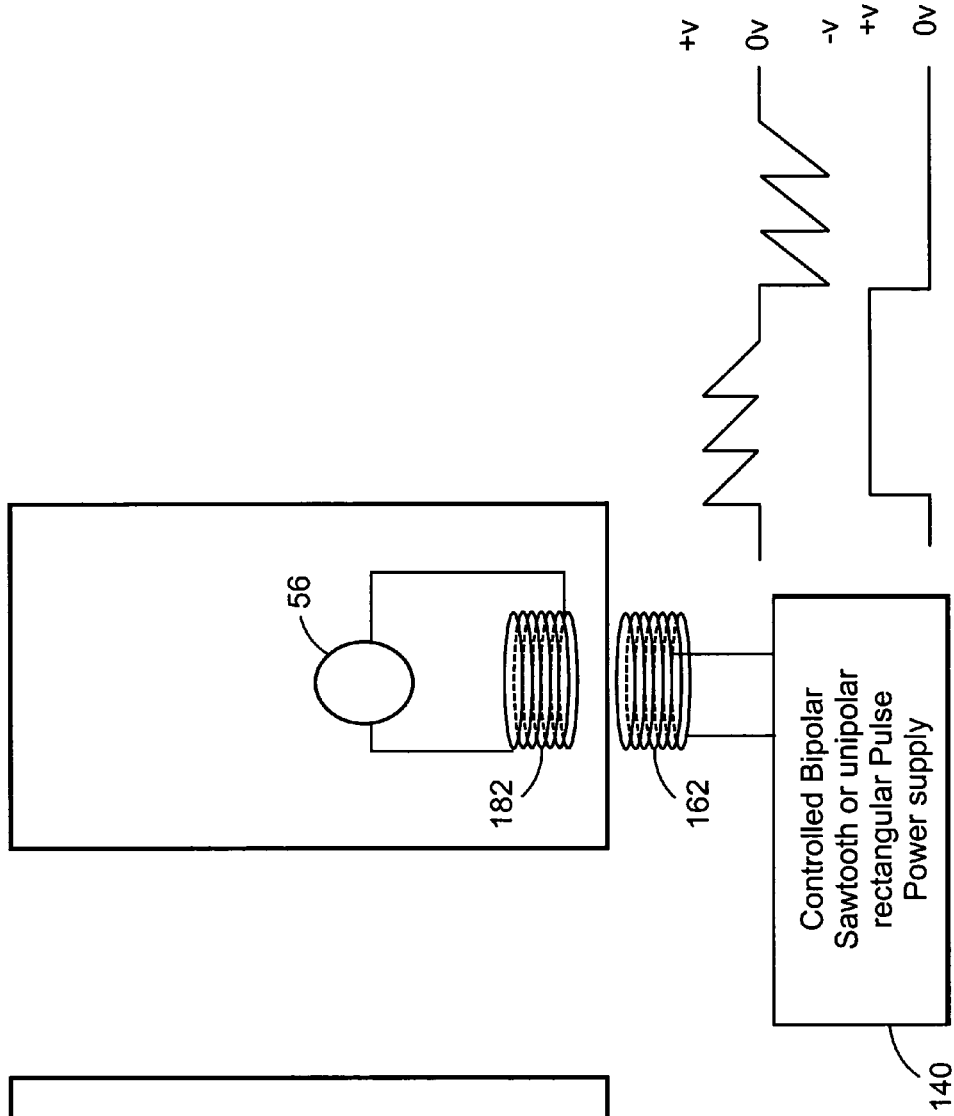 56
182
162
Controlled Bipolar
Sawtooth or unipolar
rectangular Pulse
Power supply
140
+v
0v
-v
+v
0v